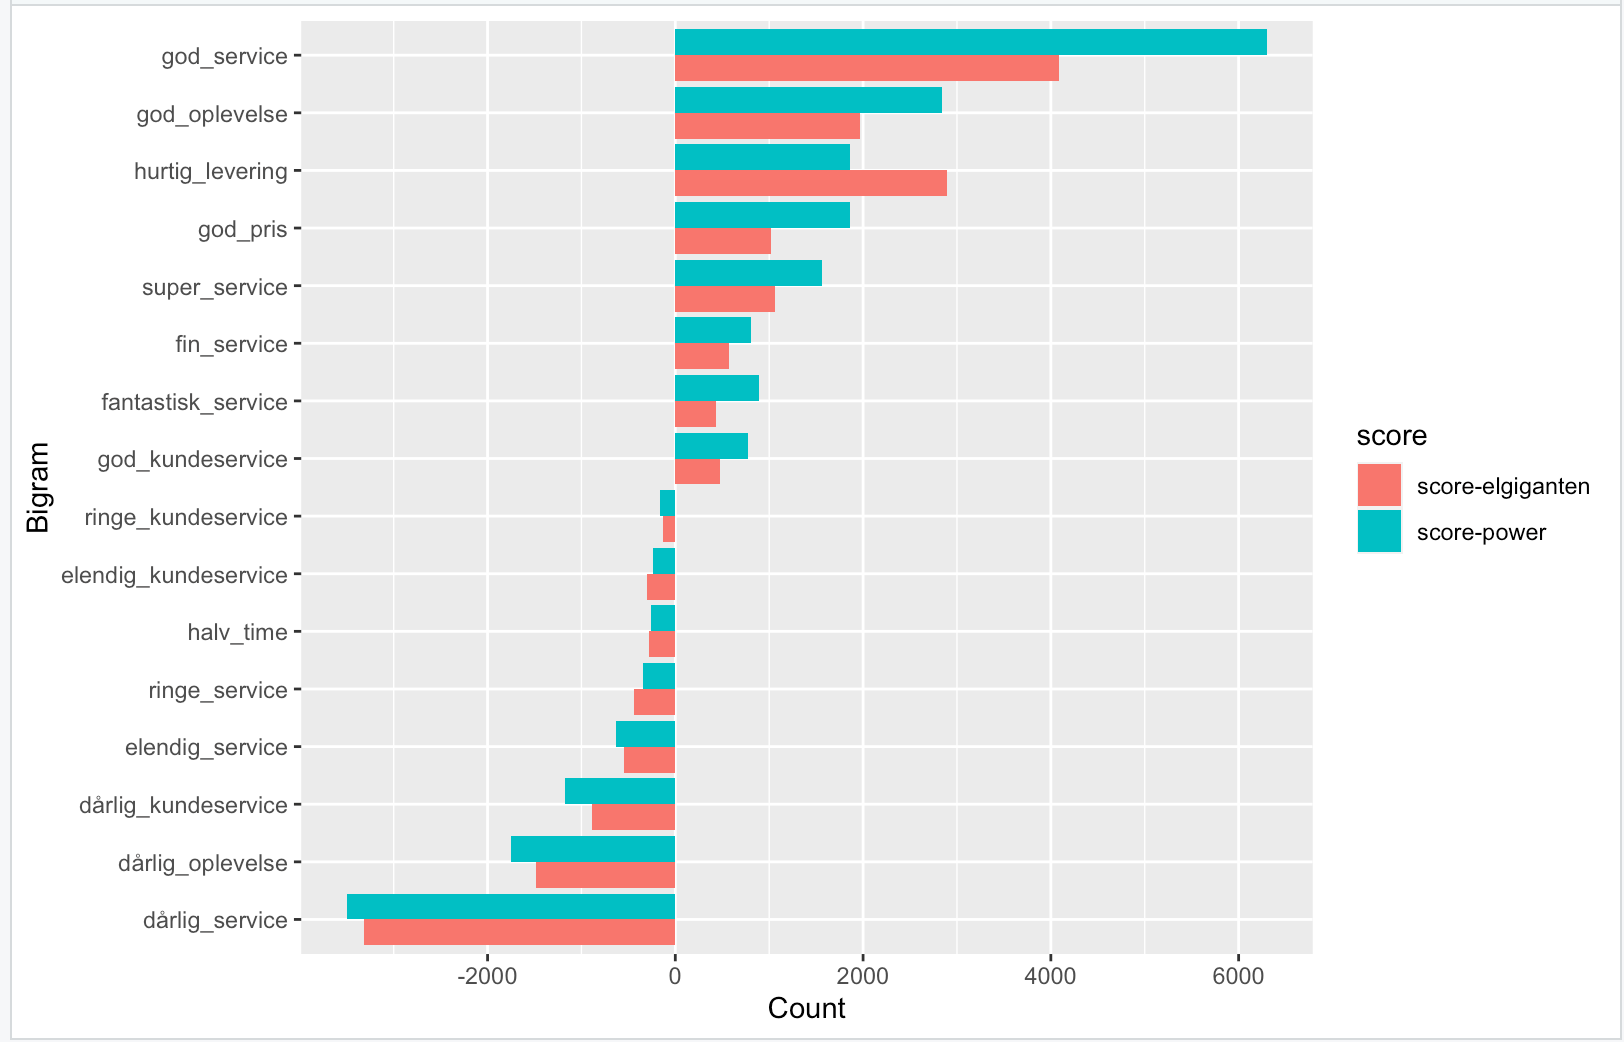 god_service
god_oplevelse
hurtig_levering
god_pris
super_service
fin_service
fantastisk_service
god_kundeservice
ringe_kundeservice
elendig_kundeservice
halv_time
ringe_service
elendig_service
dårlig_kundeservice
dårlig_oplevelse
dårlig_service
Bigram
-2000 0 2000 4000 6000
Count
score
score-elgiganten
score-power